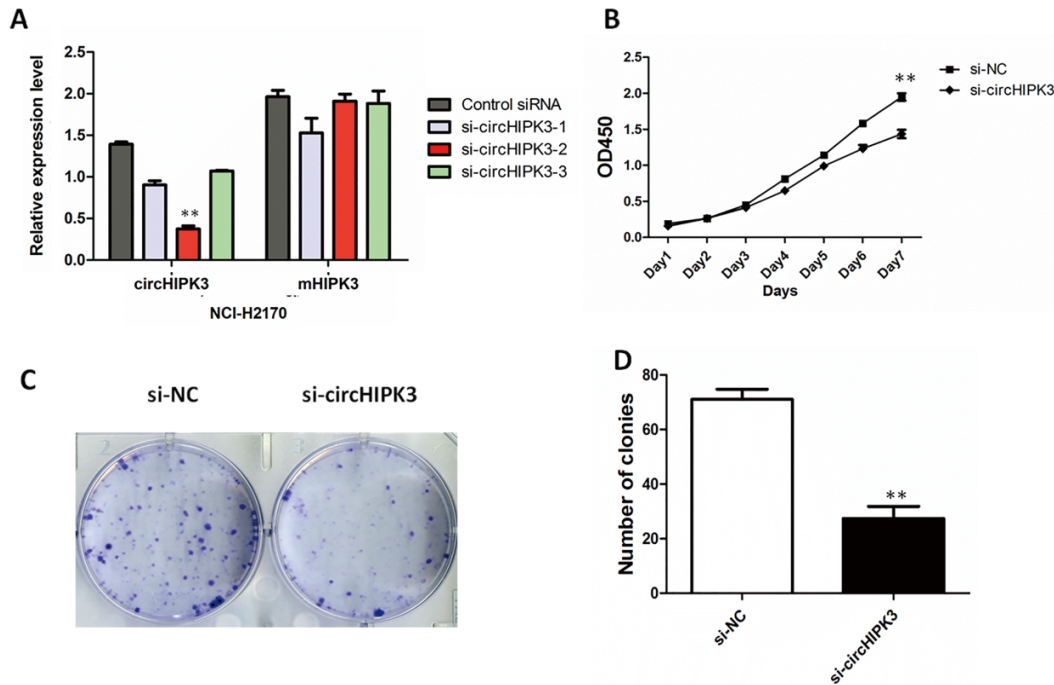 A
Relative expression level
2.5
2.0
1.5
1.0
0.5
0.0
**
circHIPK3
mHIPK3
NCI-H2170
Control siRNA
si-circHIPK3-1
si-circHIPK3-2
si-circHIPK3-3
B
OD450
2.5
2.0
1.5
1.0
0.5
0.0
**
Day1
Day2
Day3
Day4
Day5
Day6
Day7
Days
si-NC
si-circHIPK3
C
si-NC
si-circHIPK3
2
3
D
Number of clonies
80
60
40
20
0
**
si-NC
si-circHIPK3